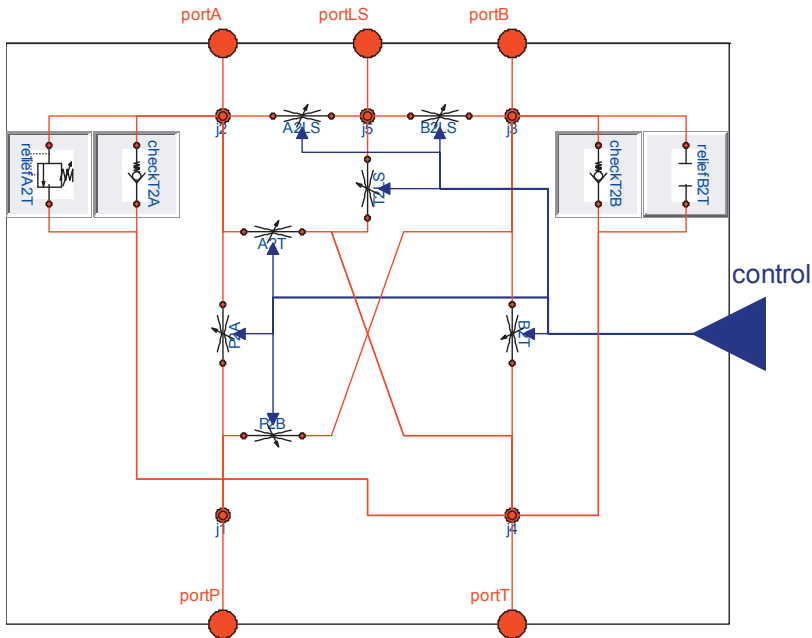 portA
portLS
portB
j2
A2LS
j5
B2LS
j3
reliefA2T
checkT2A
T2LS
checkT2B
reliefB2T
A2T
control
P2A
B2T
P2B
j1
j4
portP
portT